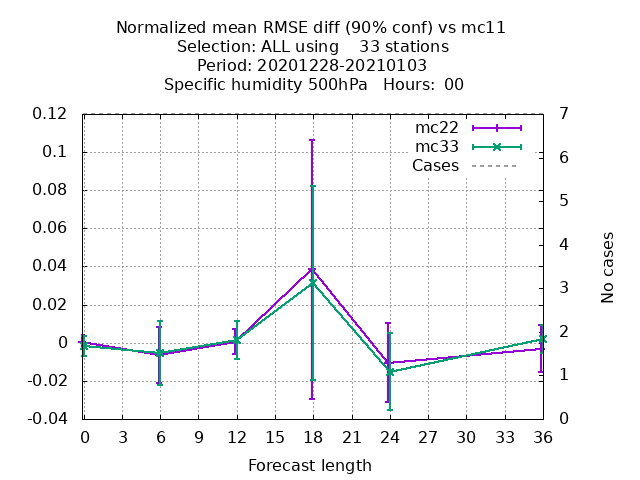 Normalized mean RMSE diff (90% conf) vs mc11
Selection: ALL using    33 stations
Period: 20201228-20210103
Specific humidity 500hPa   Hours:  00
0.12
0.1
0.08
0.06
0.04
0.02
0
-0.02
-0.04
mc22
mc33
Cases
7
6
5
4
3
2
1
0
No cases
0 3 6 9 12 15 18 21 24 27 30 33 36
Forecast length